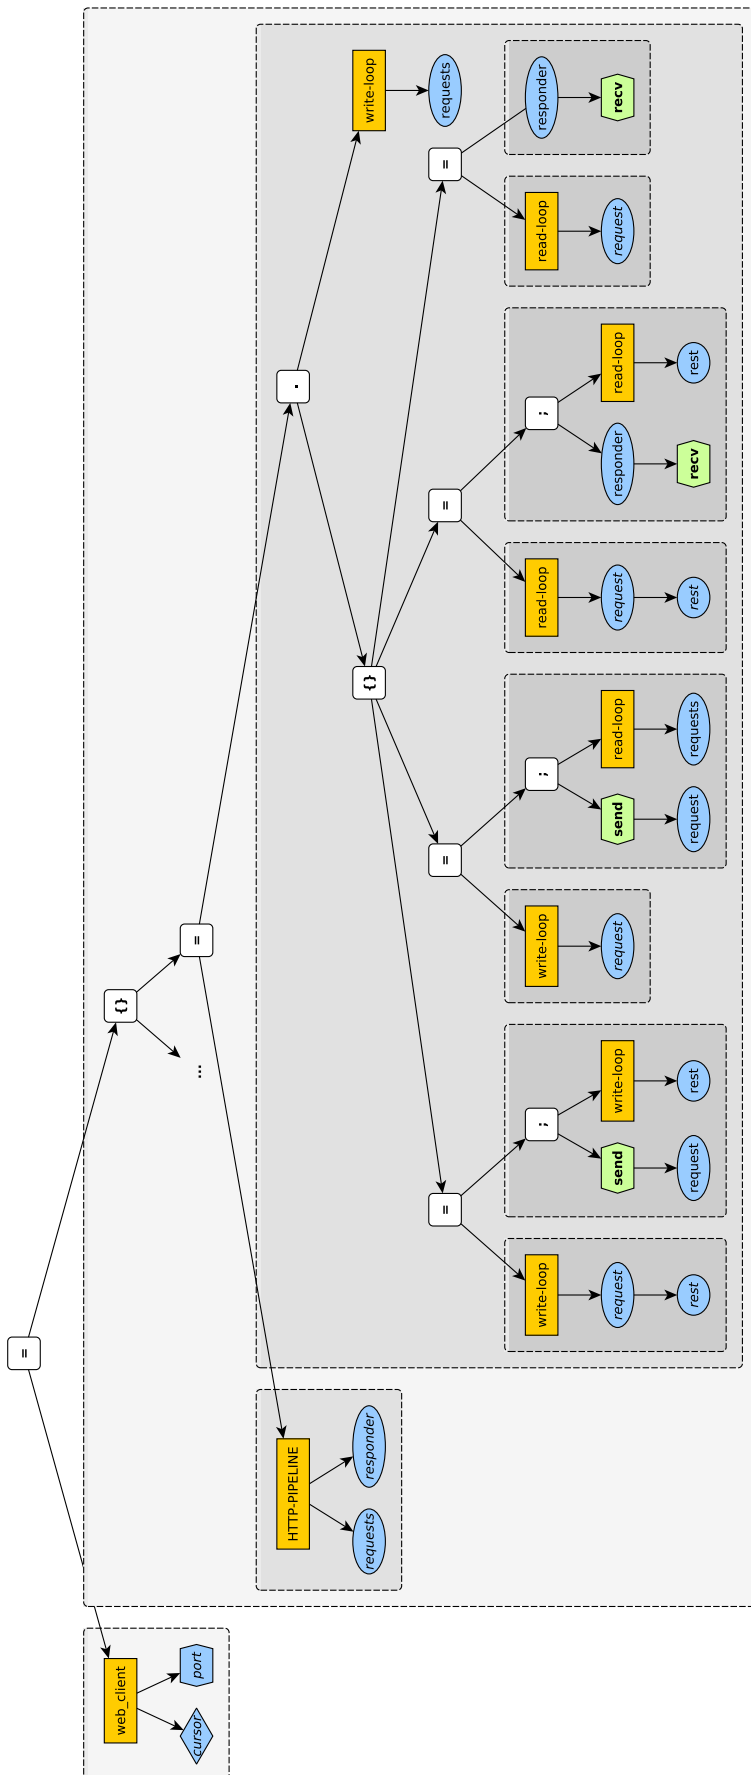 =
web_client
{}
cursor
port
...
=
HTTP-PIPELINE
.
requests
responder
{}
write-loop
=
=
=
=
requests
write-loop
;
write-loop
;
read-loop
;
read-loop
responder
request
send
write-loop
request
send
read-loop
request
responder
read-loop
request
recv
rest
request
rest
request
requests
rest
recv
rest